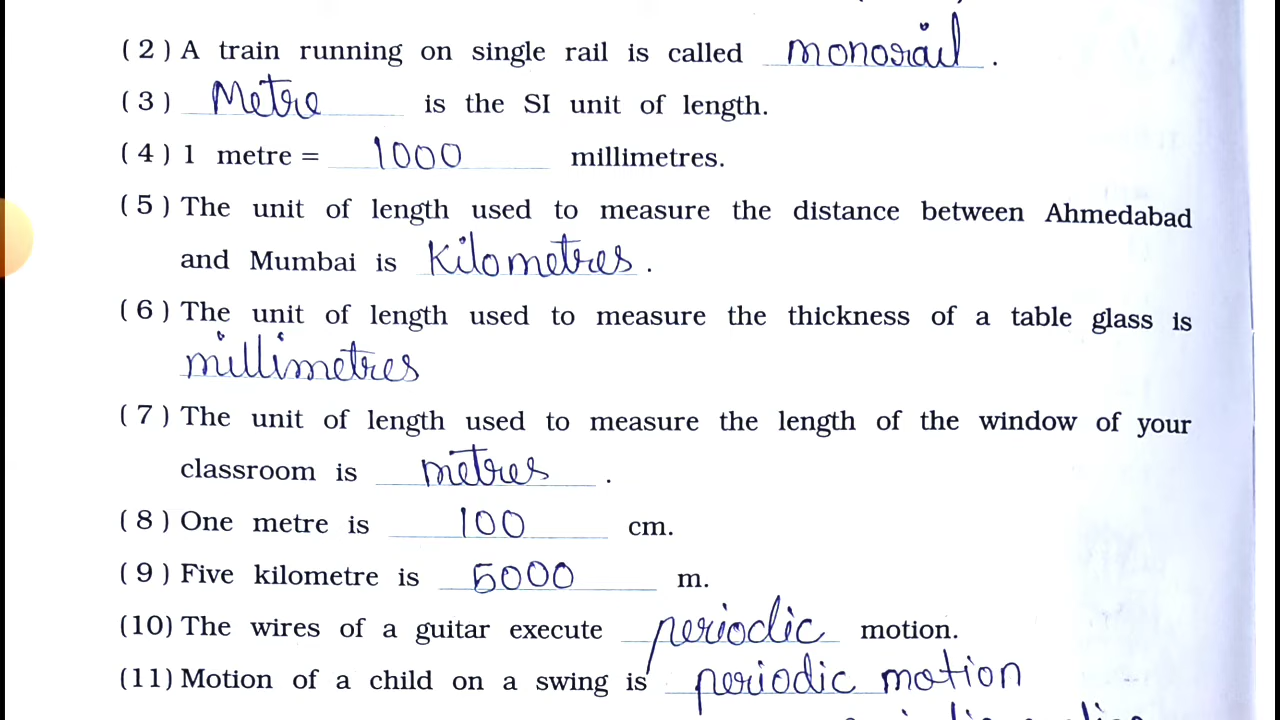 (2) A train running on single rail is called monorail.
(3) Metre is the SI unit of length.
(4) 1 metre = 1000 millimetres.
(5) The unit of length used to measure the distance between Ahmedabad
and Mumbai is kilometres.
(6) The unit of length used to measure the thickness of a table glass is
millimetres
(7) The unit of length used to measure the length of the window of your
classroom is metres.
(8) One metre is 100 cm.
(9) Five kilometre is 5000 m.
(10) The wires of a guitar execute periodic motion.
(11) Motion of a child on a swing is periodic motion